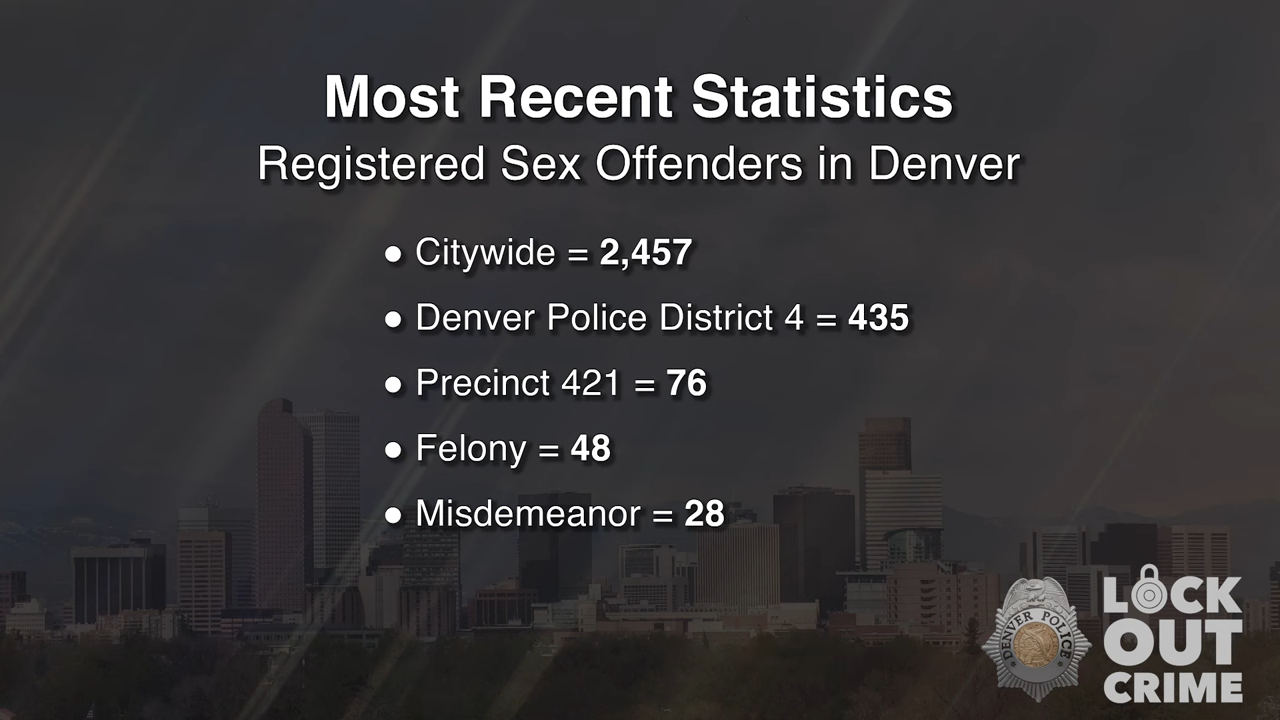 Most Recent Statistics
Registered Sex Offenders in Denver
● Citywide = 2,457
● Denver Police District 4 = 435
● Precinct 421 = 76
● Felony = 48
● Misdemeanor = 28
DENVER POLICE
LOCK
OUT
CRIME